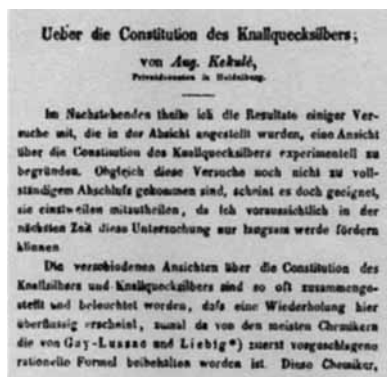 Ueber die Constitution des Knallquecksilbers;
von Aug. Kekulé,
Privatdocenten in Heidelberg.
Im Nachstehenden theile ich die Resultate einiger Ver-
suche mit, die in der Absicht angestellt wurden, eine Ansicht
über die Constitution des Knallquecksilbers experimentell zu
begründen. Obgleich diese Versuche noch nicht zu voll-
ständigem Abschluſs gekommen sind, scheint es doch geeignet,
sie einstweilen mitzutheilen, da ich voraussichtlich in der
nächsten Zeit diese Untersuchung nur langsam werde fördern
können
Die verschiedenen Ansichten über die Constitution des
Knallsilbers und Knallquecksilbers sind so oft zusammenge-
stellt und beleuchtet worden, daſs eine Wiederholung hier
überflüssig erscheint, zumal da von den meisten Chemikern
die von Gay-Lussac und Liebig*) zuerst vorgeschlagene
rationelle Formel beibehalten worden ist. Diese Chemiker,